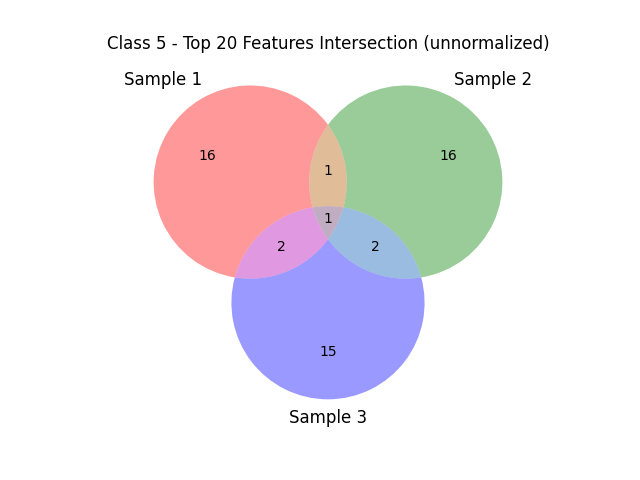 Class 5 - Top 20 Features Intersection (unnormalized)
Sample 1
Sample 2
16
16
1
1
2
2
15
Sample 3